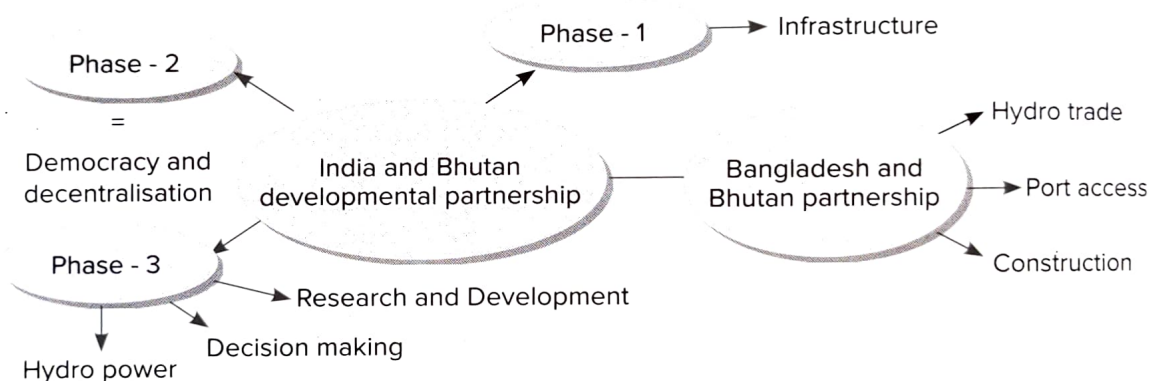 Phase - 1
Infrastructure
Phase - 2
=
Democracy and
decentralisation
India and Bhutan
developmental partnership
Bangladesh and
Bhutan partnership
Hydro trade
Port access
Construction
Phase - 3
Research and Development
Decision making
Hydro power